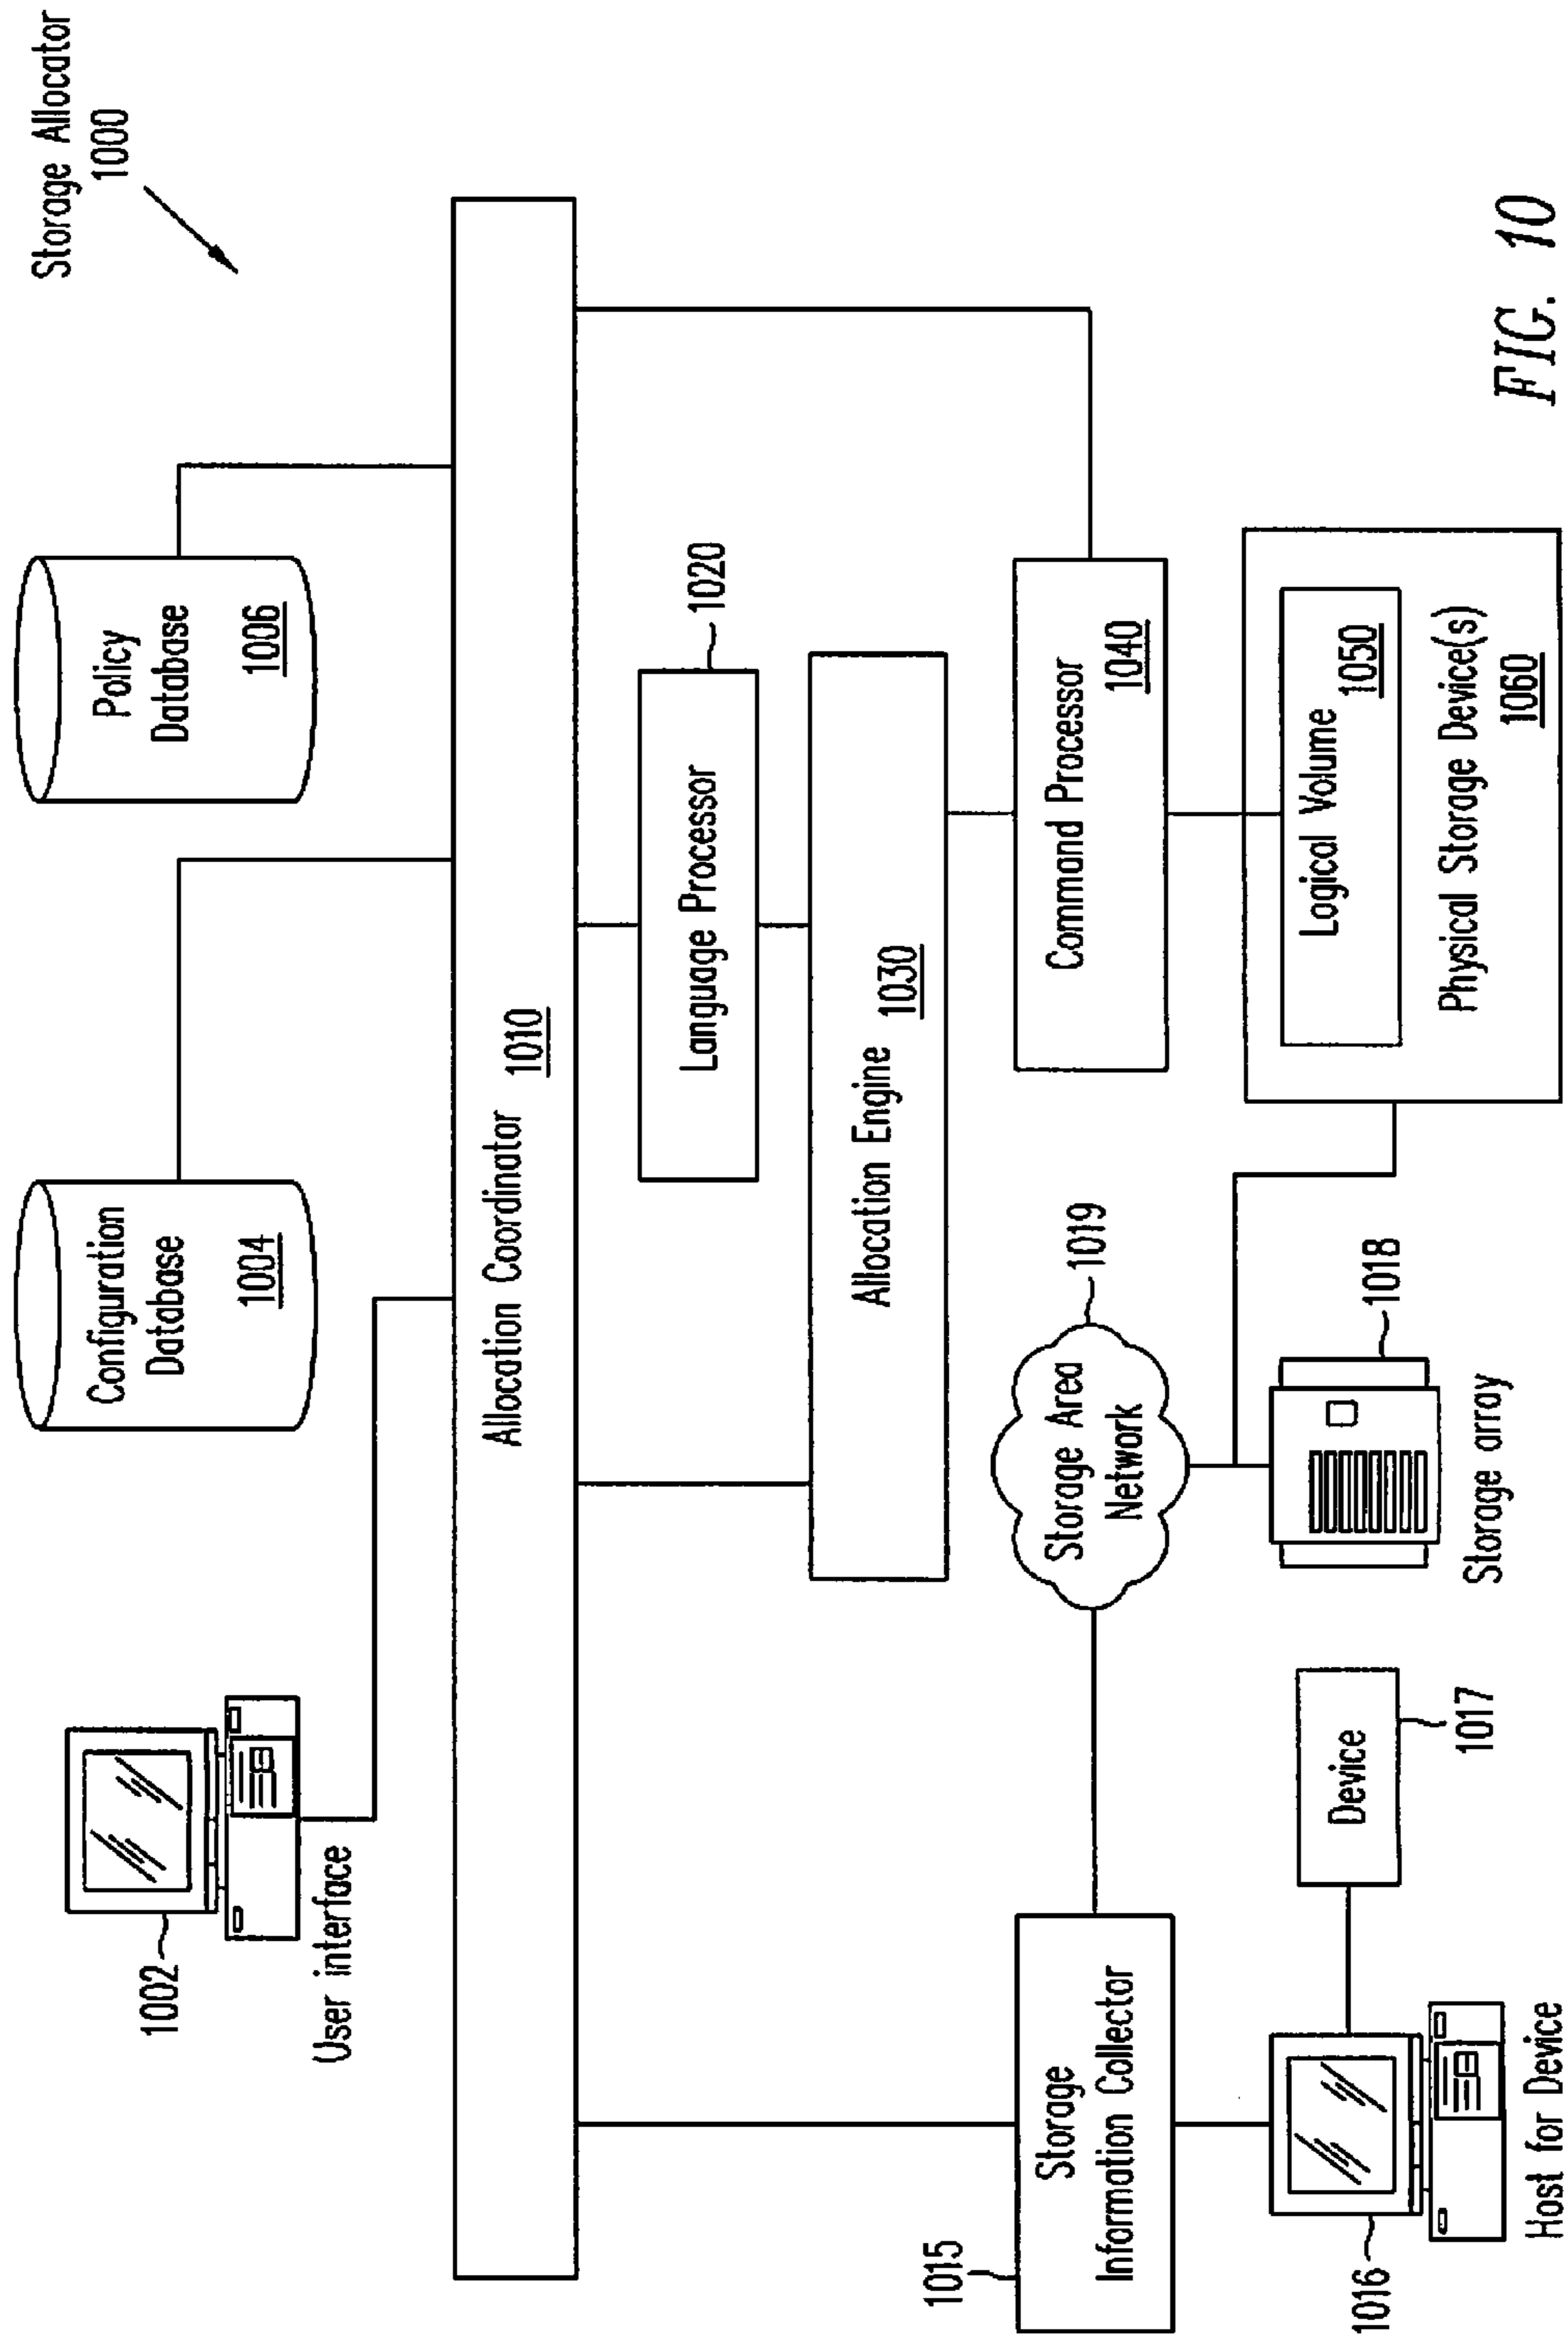 Storage Allocator
1000
1002
User interface
Configuration
Database
1004
Policy
Database
1006
Allocation Coordinator
1010
Language Processor
1020
Allocation Engine
1030
Command Processor
1040
1015
Storage
Information Collector
Storage Area
Network
1019
Logical Volume
1050
Physical Storage Device(s)
1060
1016
Host for Device
Device
1017
1018
Storage array
FIG. 10